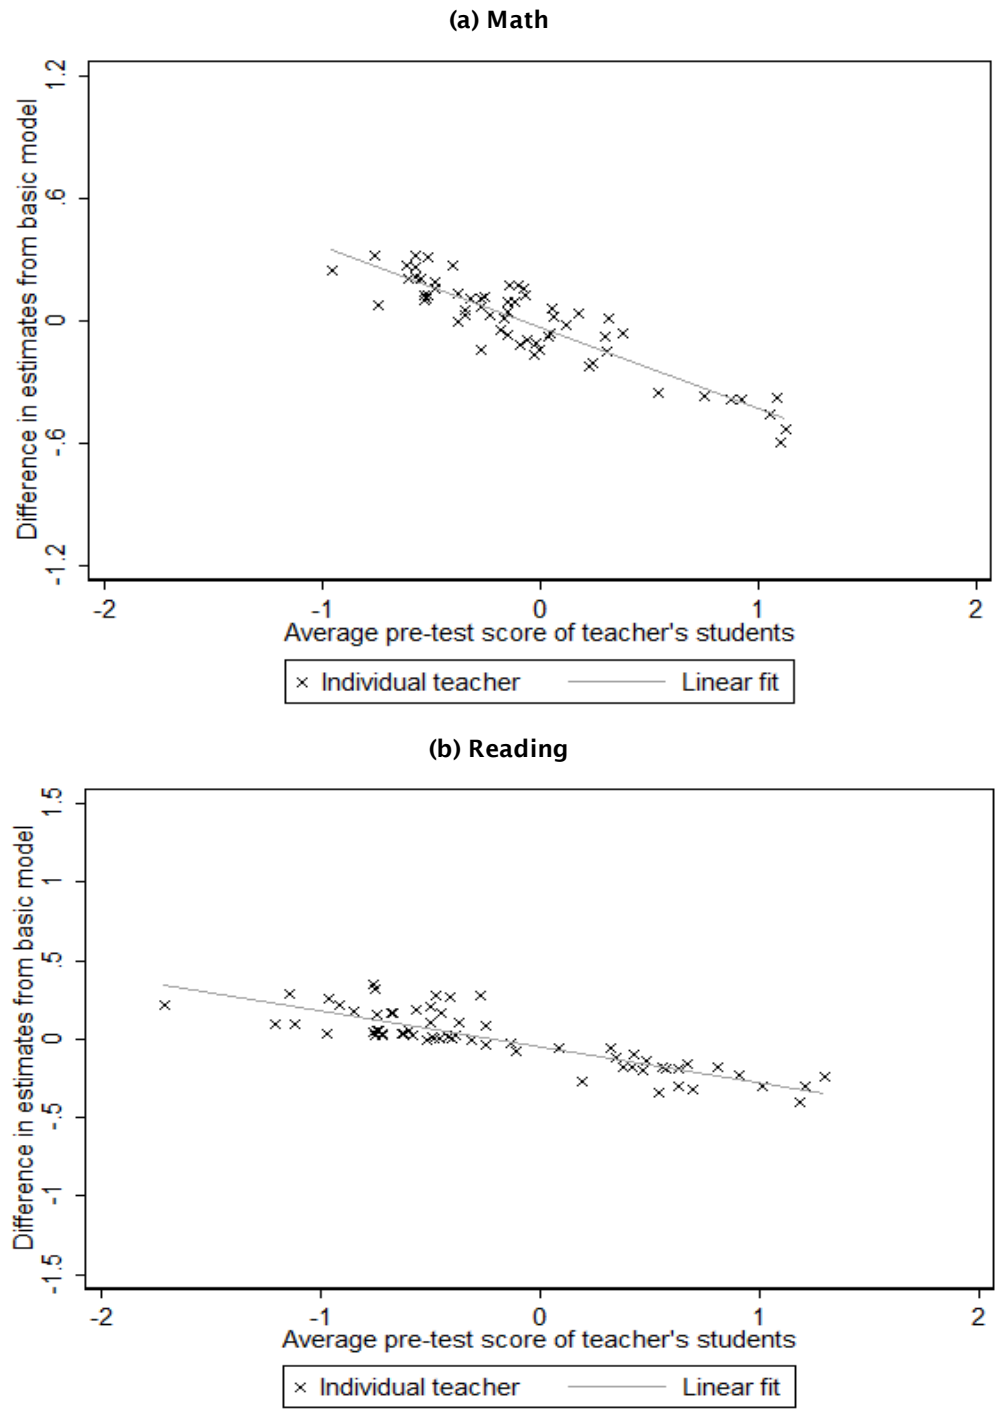 (a) Math
Difference in estimates from basic model
1.2
.6
0
-.6
-1.2
-2 -1 0 1 2
Average pre-test score of teacher's students
Individual teacher Linear fit
(b) Reading
Difference in estimates from basic model
1.5
1
.5
0
-.5
-1
-1.5
-2 -1 0 1 2
Average pre-test score of teacher's students
Individual teacher Linear fit